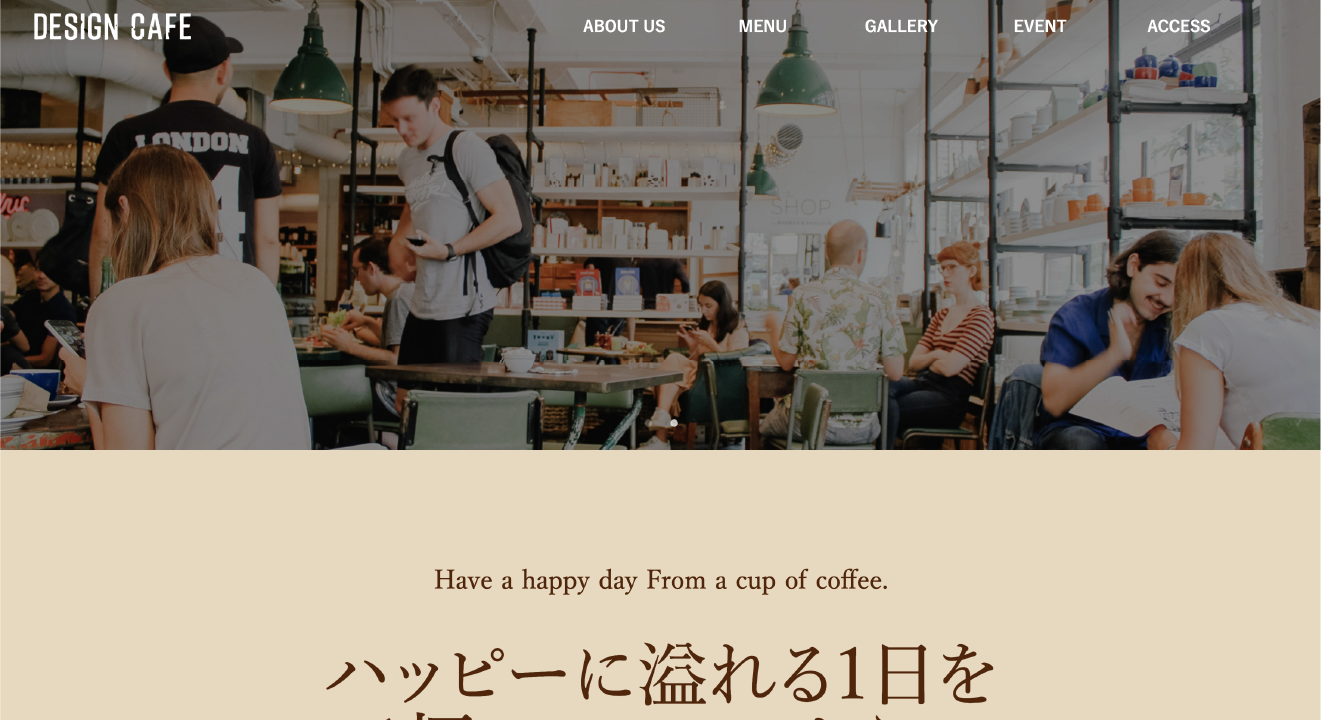 DESIGN CAFE
ABOUT US MENU GALLERY EVENT ACCESS
LONDON
4
SHOP
Have a happy day From a cup of coffee.
ハッピーに溢れる1日を